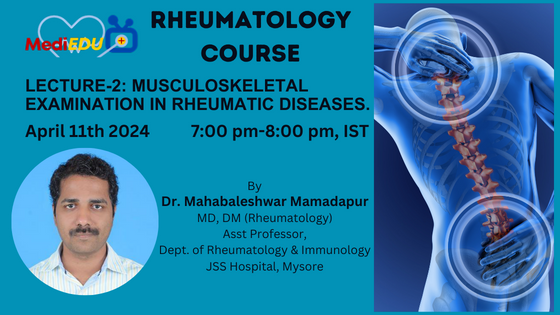 MediEDU
RHEUMATOLOGY
COURSE
LECTURE-2: MUSCULOSKELETAL
EXAMINATION IN RHEUMATIC DISEASES.
April 11th 2024 7:00 pm-8:00 pm, IST
By
Dr. Mahabaleshwar Mamadapur
MD, DM (Rheumatology)
Asst Professor,
Dept. of Rheumatology & Immunology
JSS Hospital, Mysore